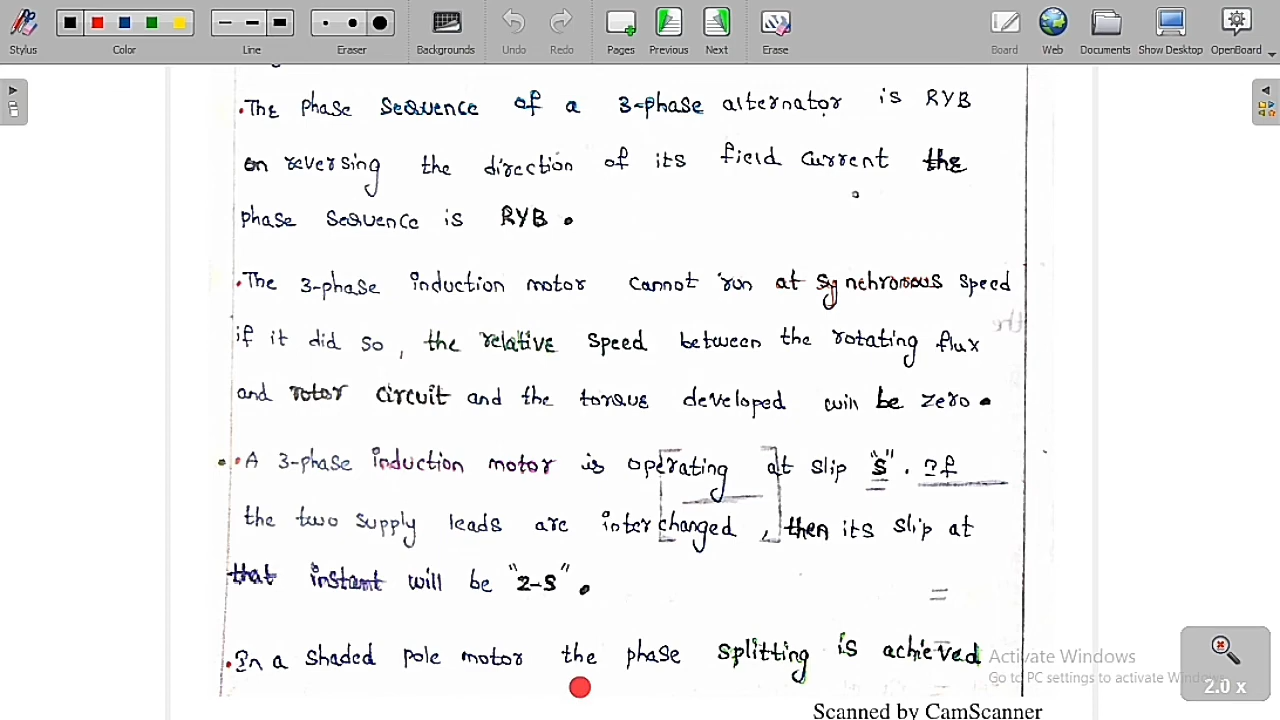 Stylus
Color
Line
Eraser
Backgrounds
Undo
Redo
Pages
Previous
Next
Erase
Board
Web
Documents
Show Desktop
OpenBoard
.The phase sequence of a 3-phase alternator is RYB
on reversing the direction of its field current the
phase sequence is RYB.
.The 3-phase induction motor cannot run at synchronous speed
if it did so, the relative speed between the rotating flux
and rotor circuit and the torque developed will be zero.
.A 3-phase induction motor is operating at slip "s". If
the two supply leads are interchanged, then its slip at
that instant will be "2-s".
=
.In a shaded pole motor the phase splitting is achieved
Activate Windows
Go to PC settings to activate Windows.
2.0 x
Scanned by CamScanner